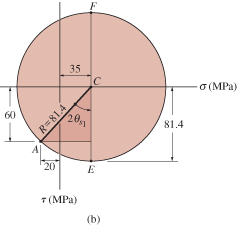 F
35
C
σ (MPa)
60
R = 81.4
2θs1
81.4
A
20
E
τ (MPa)
(b)